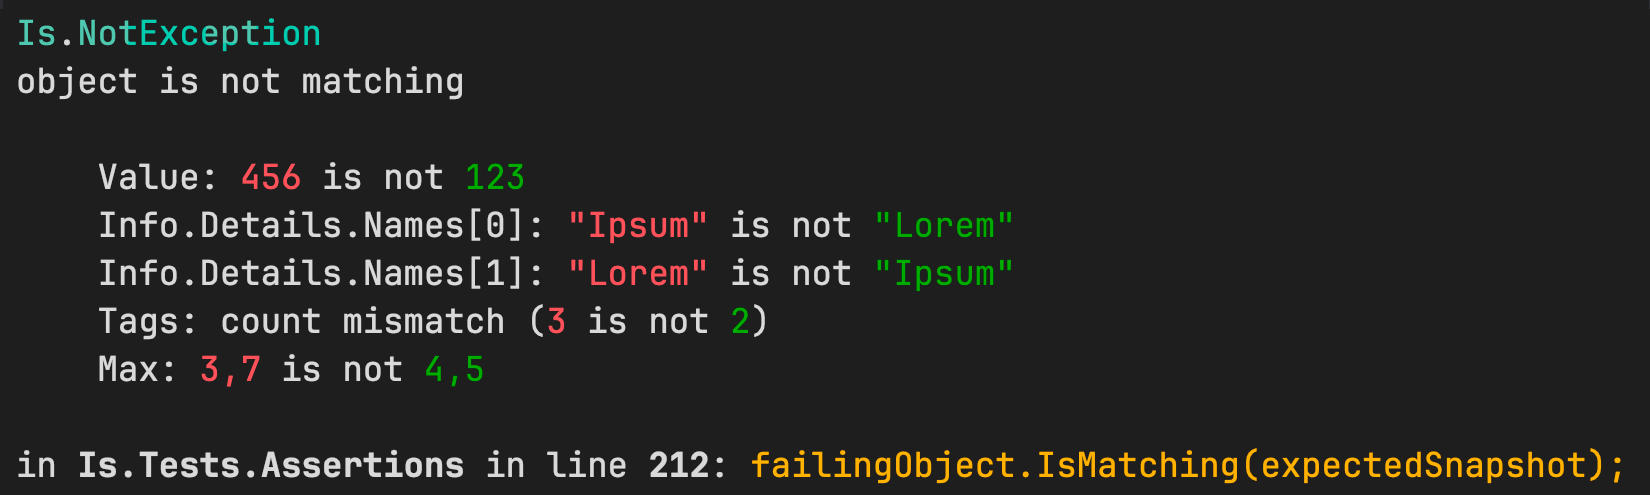 Is.NotException
object is not matching
Value: 456 is not 123
Info.Details.Names[0]: "Ipsum" is not "Lorem"
Info.Details.Names[1]: "Lorem" is not "Ipsum"
Tags: count mismatch (3 is not 2)
Max: 3,7 is not 4,5
in Is.Tests.Assertions in line 212: failingObject.IsMatching(expectedSnapshot);